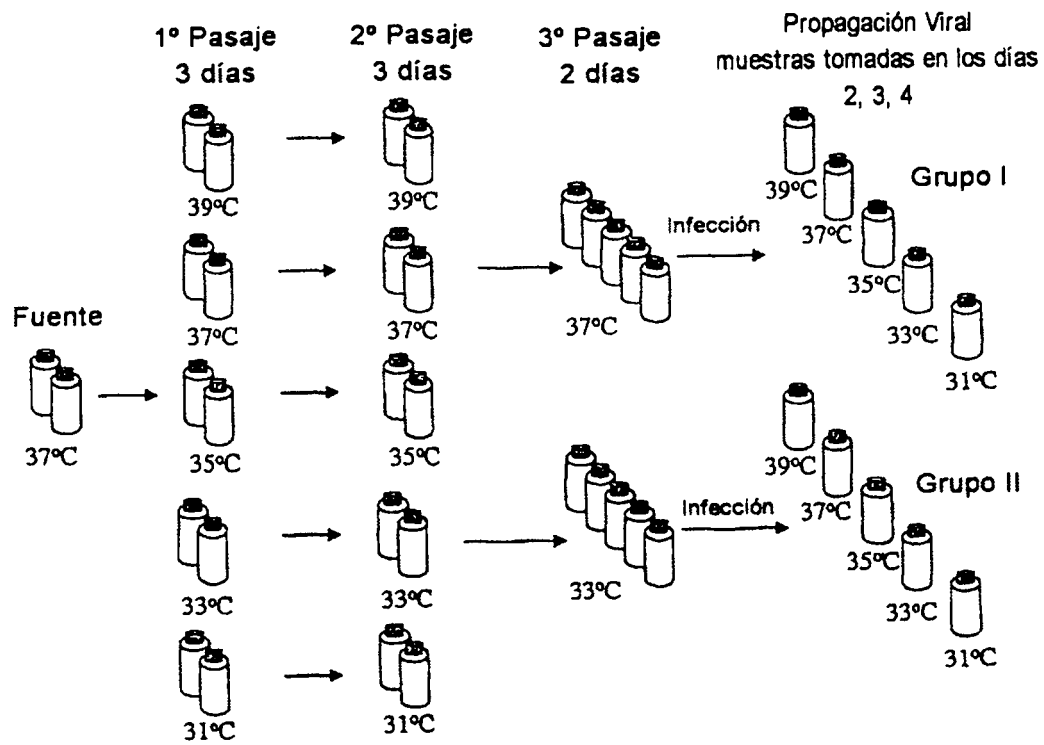 1º Pasaje
3 días
2º Pasaje
3 días
3º Pasaje
2 días
Propagación Viral
muestras tomadas en los días
2, 3, 4
39ºC
39ºC
39ºC
Grupo I
Infección
37ºC
37ºC
37ºC
37ºC
35ºC
33ºC
31ºC
Fuente
37ºC
35ºC
35ºC
39ºC
Grupo II
Infección
37ºC
33ºC
33ºC
33ºC
35ºC
33ºC
31ºC
31ºC
31ºC